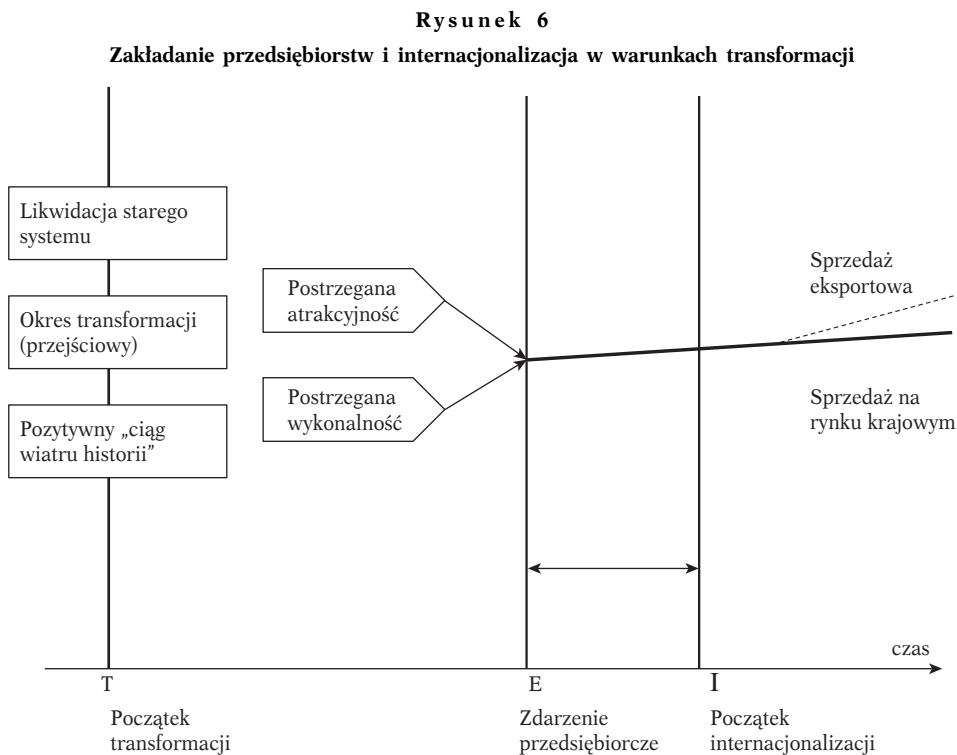 Rysunek 6
Zakładanie przedsiębiorstw i internacjonalizacja w warunkach transformacji
Likwidacja starego
systemu
Okres transformacji
(przejściowy)
Pozytywny „ciąg
wiatru historii”
Postrzegana
atrakcyjność
Postrzegana
wykonalność
Sprzedaż
eksportowa
Sprzedaż na
rynku krajowym
czas
T
E
I
Początek
transformacji
Zdarzenie
przedsiębiorcze
Początek
internacjonalizacji